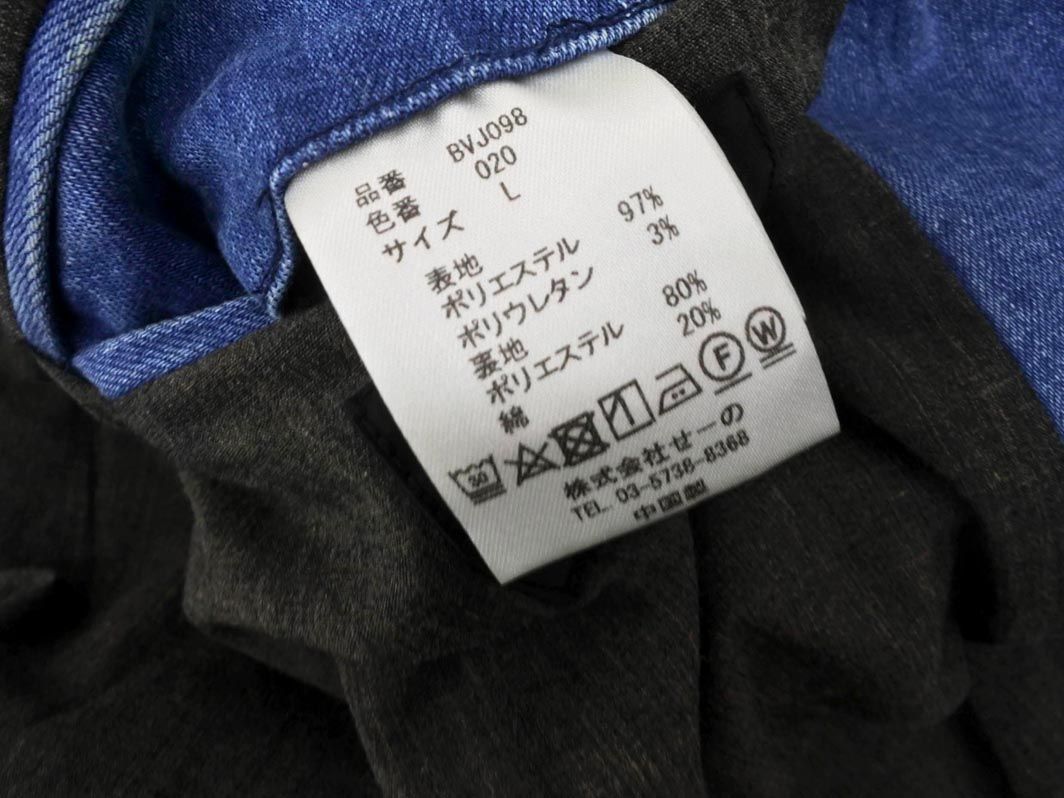 品番 BVJ098
色番 020
サイズ L
表地
ポリエステル 97%
ポリウレタン 3%
裏地
ポリエステル 80%
綿 20%
30 F W
株式会社せーの
TEL. 03-5738-8368
中国製